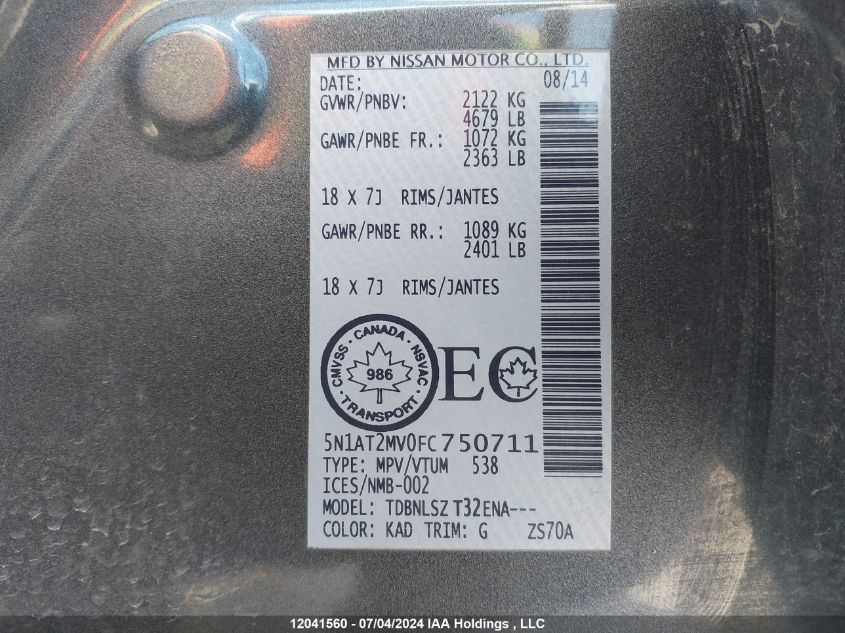 MFD BY NISSAN MOTOR CO., LTD.
DATE: 08/14
GVWR/PNBV: 2122 KG
4679 LB
GAWR/PNBE FR.: 1072 KG
2363 LB
18 X 7J RIMS/JANTES
GAWR/PNBE RR.: 1089 KG
2401 LB
18 X 7J RIMS/JANTES
CMVSS · CANADA · NSVAC · TRANSPORT ·
986
EC
5N1AT2MV0FC750711
TYPE: MPV/VTUM 538
ICES/NMB-002
MODEL: TDBNLSZ T32ENA---
COLOR: KAD TRIM: G ZS70A
12041560 - 07/04/2024 IAA Holdings , LLC